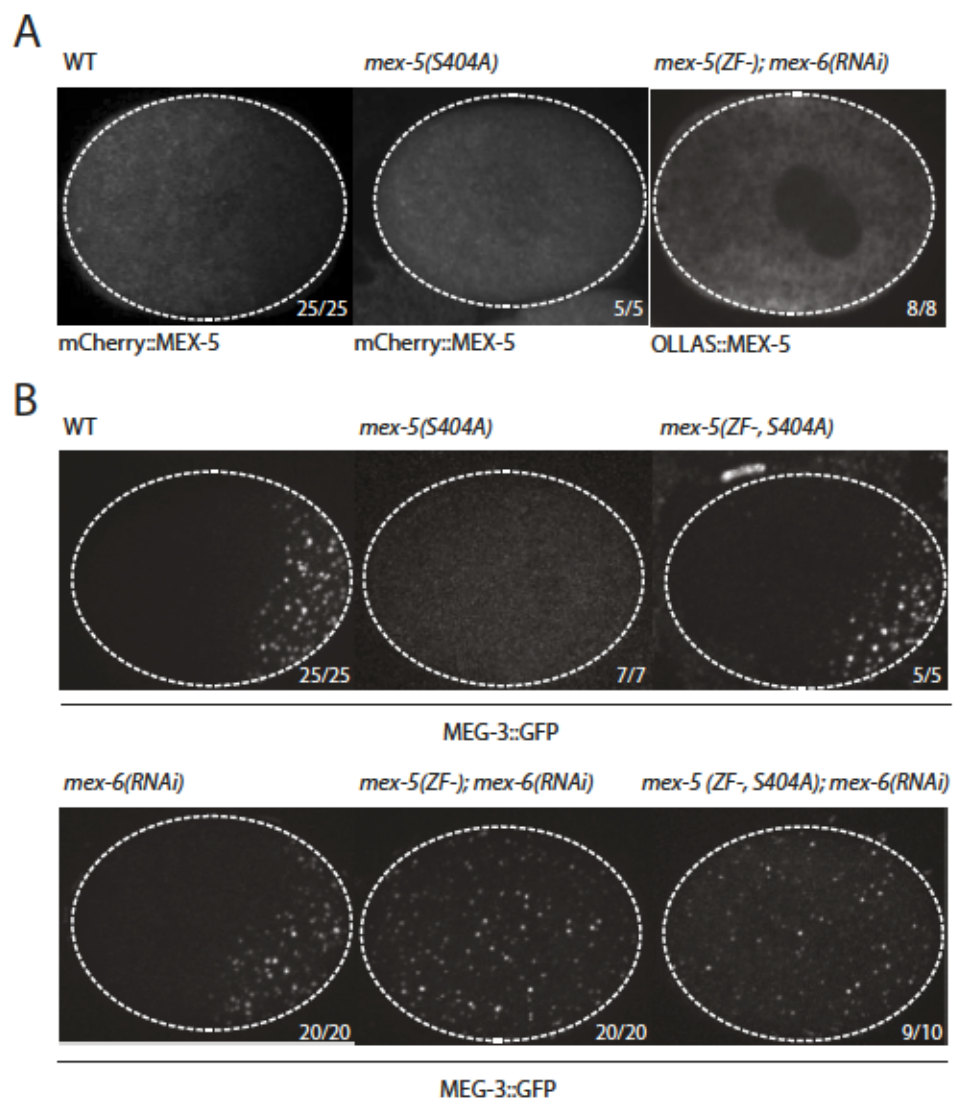 A
WT mex-5(S404A) mex-5(ZF-); mex-6(RNAi)
25/25 5/5 8/8
mCherry::MEX-5 mCherry::MEX-5 OLLAS::MEX-5
B
WT mex-5(S404A) mex-5(ZF-, S404A)
25/25 7/7 5/5
MEG-3::GFP
mex-6(RNAi) mex-5(ZF-); mex-6(RNAi) mex-5 (ZF-, S404A); mex-6(RNAi)
20/20 20/20 9/10
MEG-3::GFP